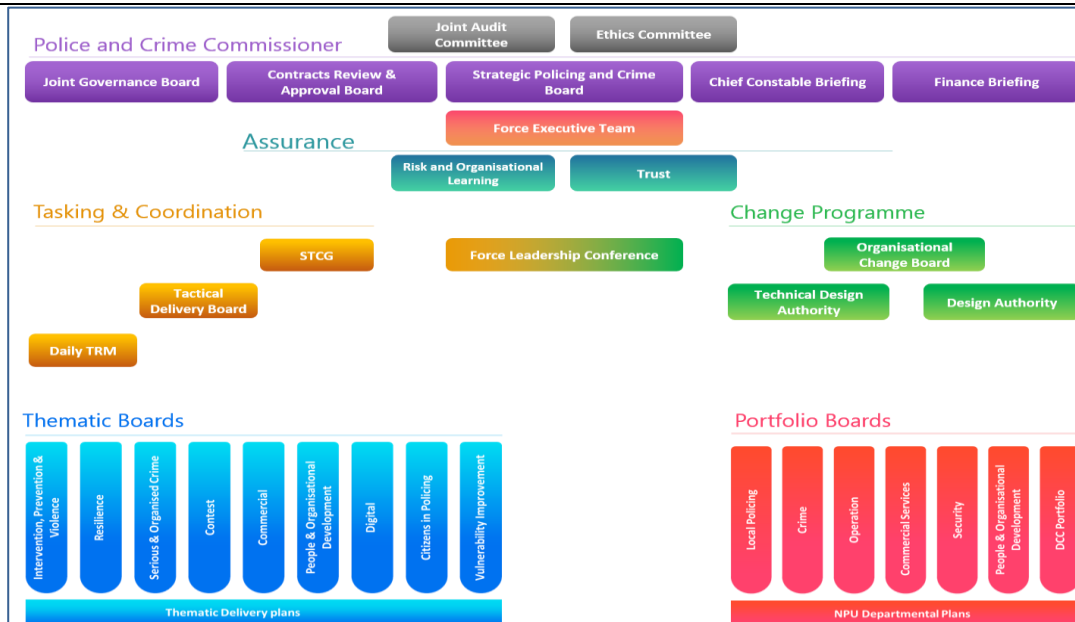 Joint Audit
Committee
Ethics Committee
Police and Crime Commissioner
Joint Governance Board
Contracts Review &
Approval Board
Strategic Policing and Crime
Board
Chief Constable Briefing
Finance Briefing
Force Executive Team
Assurance
Risk and Organisational
Learning
Trust
Tasking & Coordination
Change Programme
STCG
Force Leadership Conference
Organisational
Change Board
Tactical
Delivery Board
Technical Design
Authority
Design Authority
Daily TRM
Thematic Boards
Portfolio Boards
Intervention, Prevention &
Violence
Resilience
Serious & Organised Crime
Contest
Commercial
People & Organisational
Development
Digital
Citizens in Policing
Vulnerability Improvement
Local Policing
Crime
Operation
Commercial Services
Security
People & Organisational
Development
DCC Portfolio
Thematic Delivery plans
NPU Departmental Plans